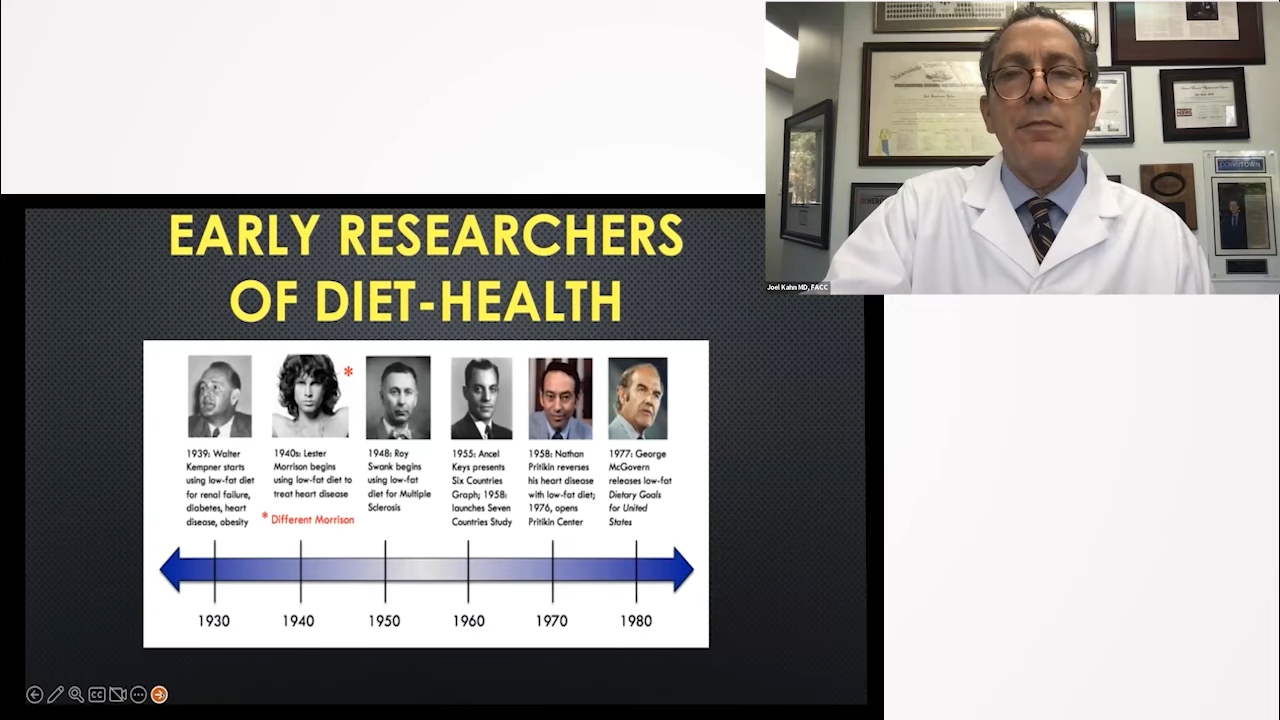 DOWNTOWN
Joel Kahn MD, FACC
EARLY RESEARCHERS
OF DIET-HEALTH
*
1939: Walter
Kempner starts
using low-fat diet
for renal failure,
diabetes, heart
disease, obesity
1940s: Lester
Morrison begins
using low-fat diet to
treat heart disease
* Different Morrison
1948: Roy
Swank begins
using low-fat
diet for Multiple
Sclerosis
1955: Ancel
Keys presents
Six Countries
Graph; 1958:
launches Seven
Countries Study
1958: Nathan
Pritikin reverses
his heart disease
with low-fat diet;
1976, opens
Pritikin Center
1977: George
McGovern
releases low-fat
Dietary Goals
for United
States
1930 1940 1950 1960 1970 1980
CC